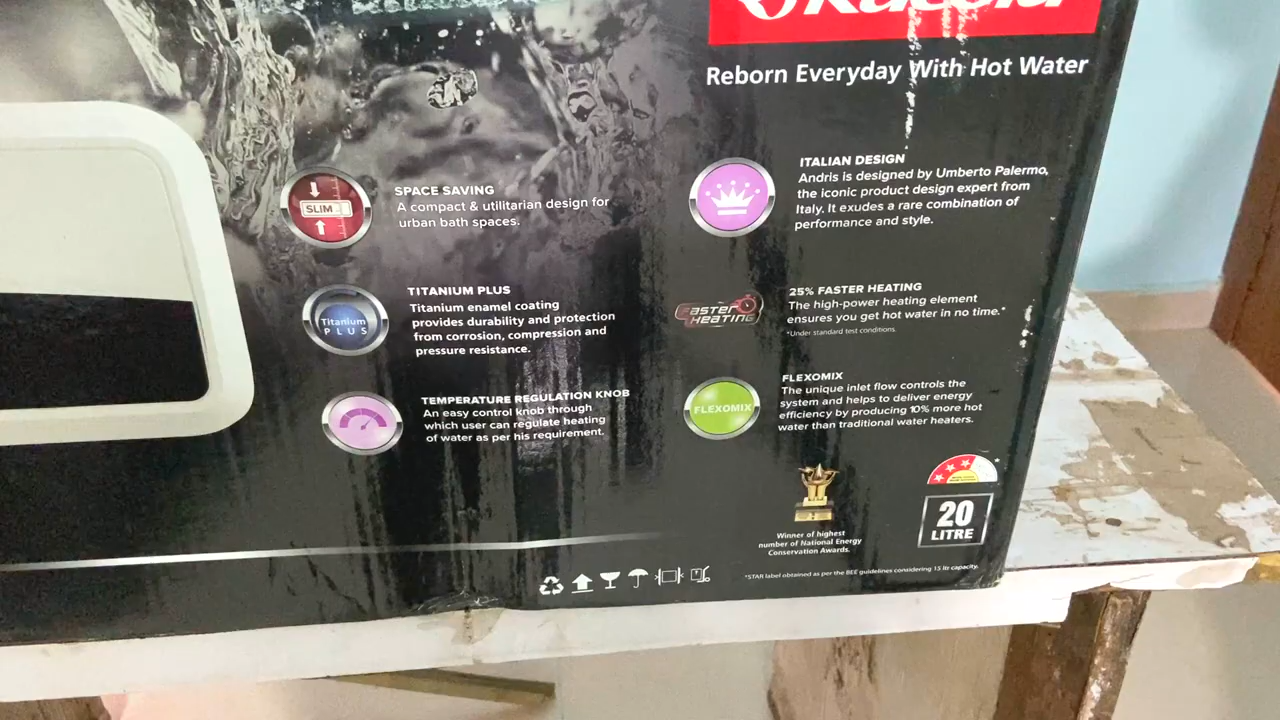 Reborn Everyday With Hot Water
SLIM
SPACE SAVING
A compact & utilitarian design for
urban bath spaces.
Titanium
PLUS
TITANIUM PLUS
Titanium enamel coating
provides durability and protection
from corrosion, compression and
pressure resistance.
TEMPERATURE REGULATION KNOB
An easy control knob through
which user can regulate heating
of water as per his requirement.
ITALIAN DESIGN
Andris is designed by Umberto Palermo,
the iconic product design expert from
Italy. It exudes a rare combination of
performance and style.
FASTER
HEATING
25% FASTER HEATING
The high-power heating element
ensures you get hot water in no time.*
*Under standard test conditions.
FLEXOMIX
FLEXOMIX
The unique inlet flow controls the
system and helps to deliver energy
efficiency by producing 10% more hot
water than traditional water heaters.
Winner of highest
number of National Energy
Conservation Awards.
*
20
LITRE
*STAR label obtained as per the BEE guidelines considering 15 ltr capacity.